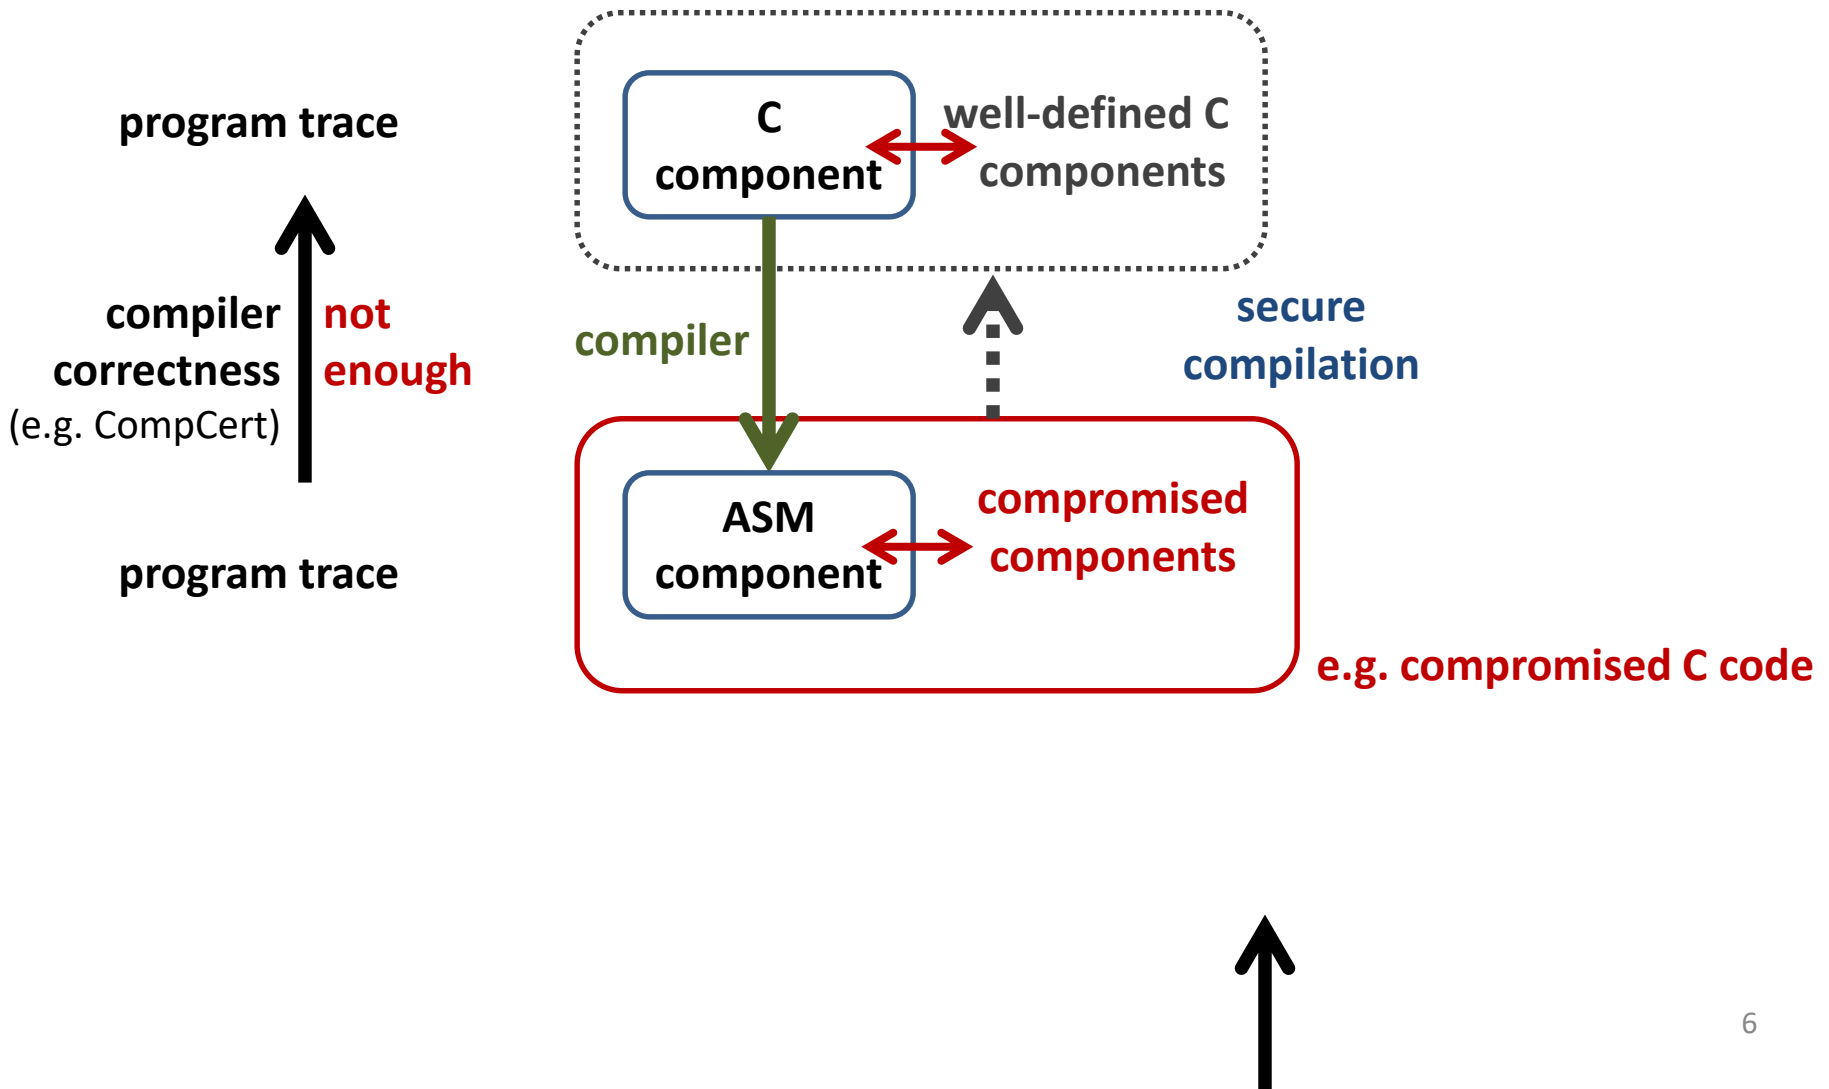 program trace
compiler
correctness
(e.g. CompCert)
not
enough
program trace
C
component
well-defined C
components
compiler
secure
compilation
ASM
component
compromised
components
e.g. compromised C code
6